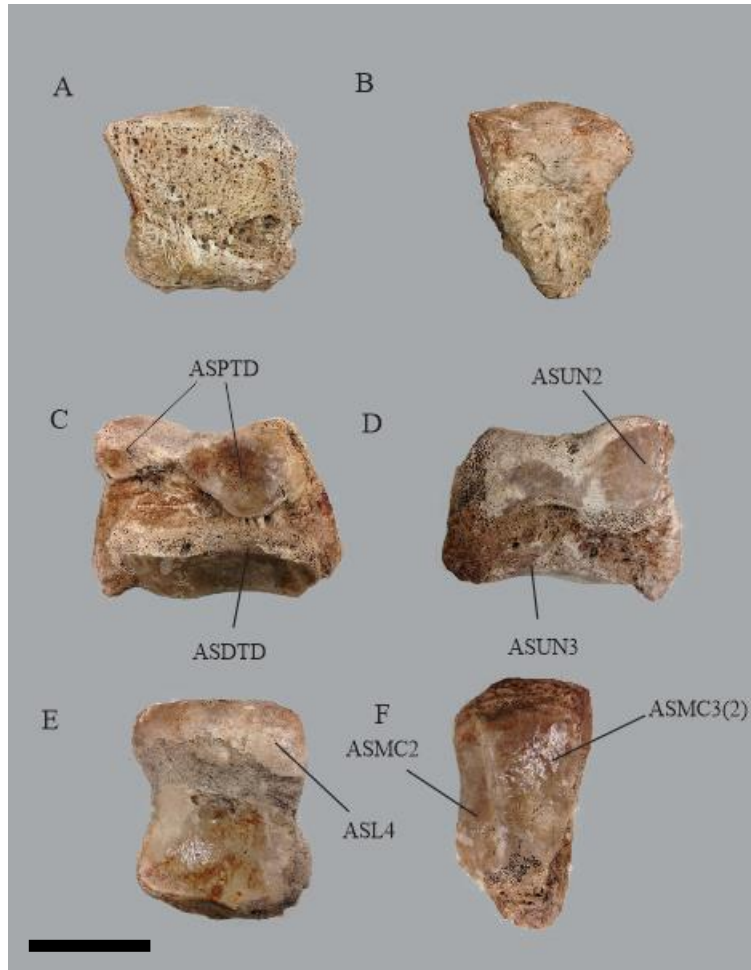 A
B
ASPTD
ASUN2
C
D
ASDTD
ASUN3
E
F
ASMC3(2)
ASMC2
ASL4